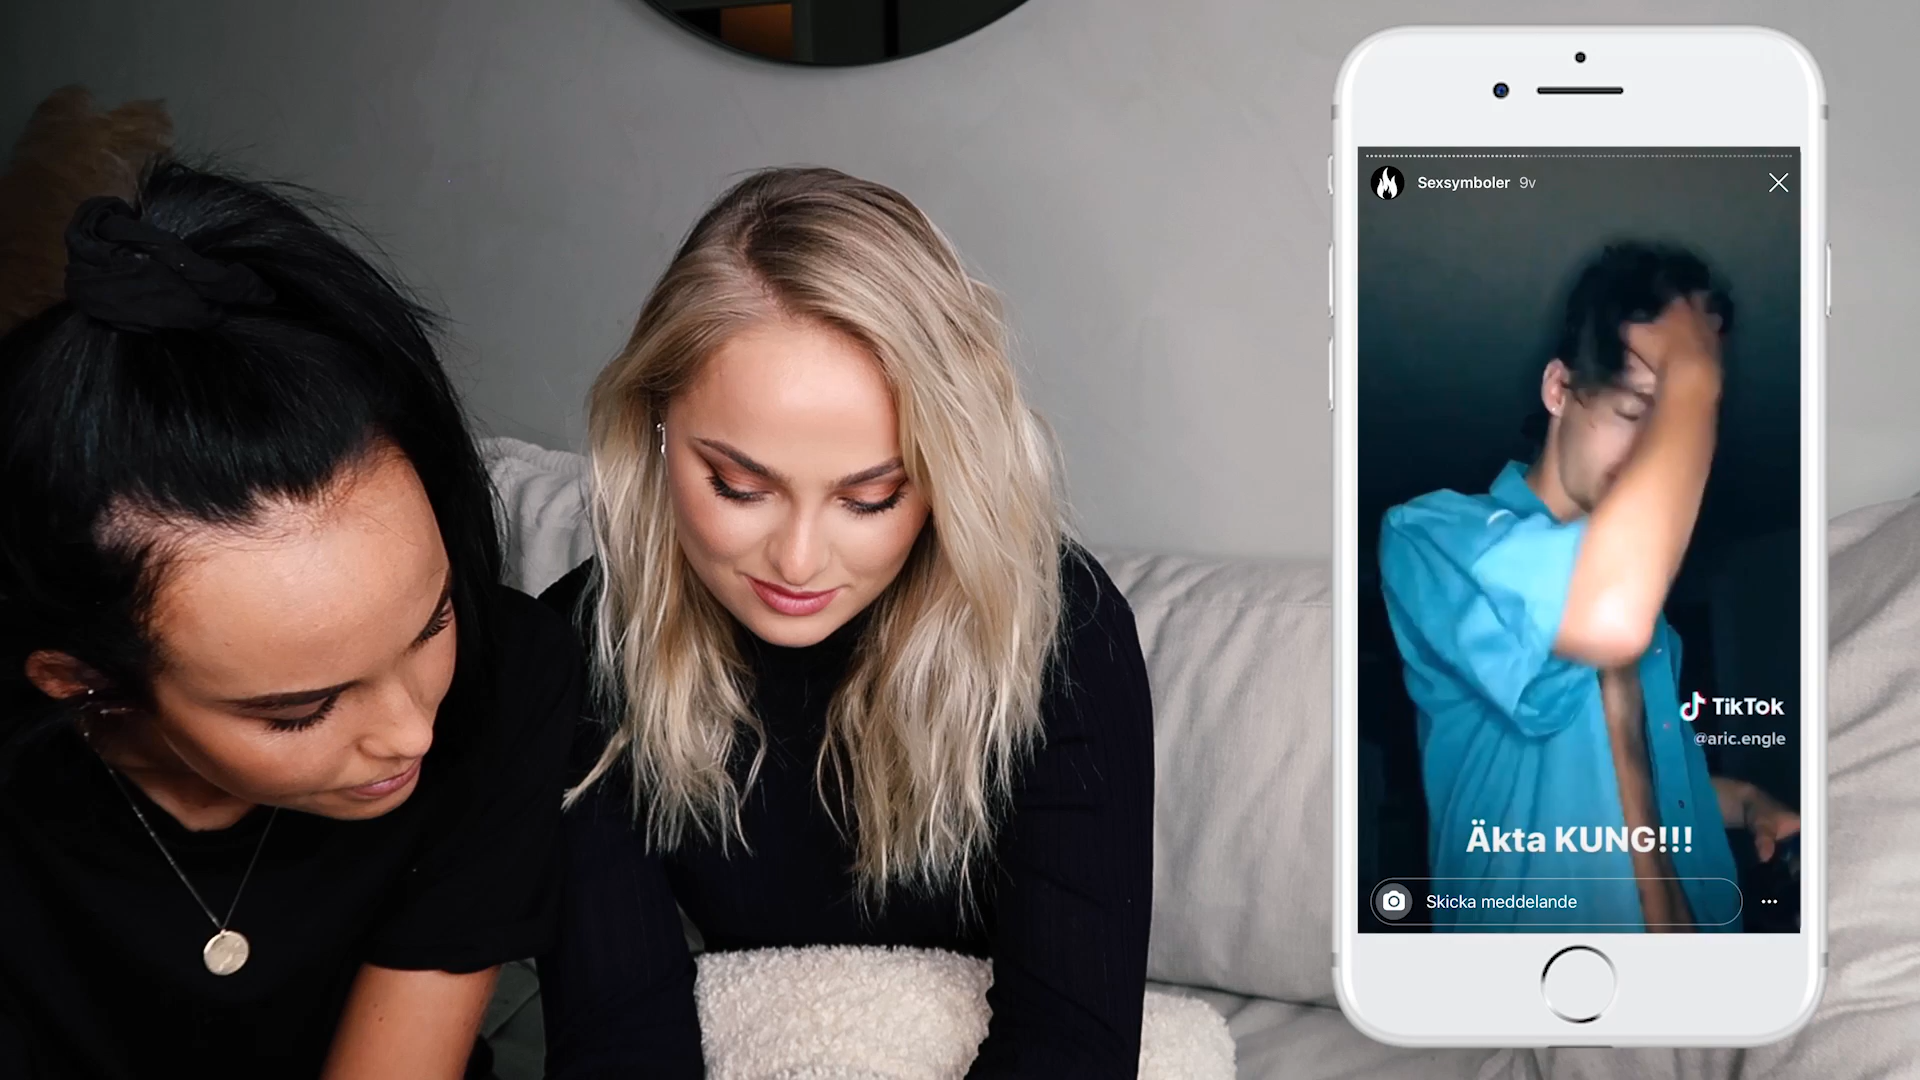 Sexsymboler 9v
TikTok
@aric.engle
Äkta KUNG!!!
Skicka meddelande